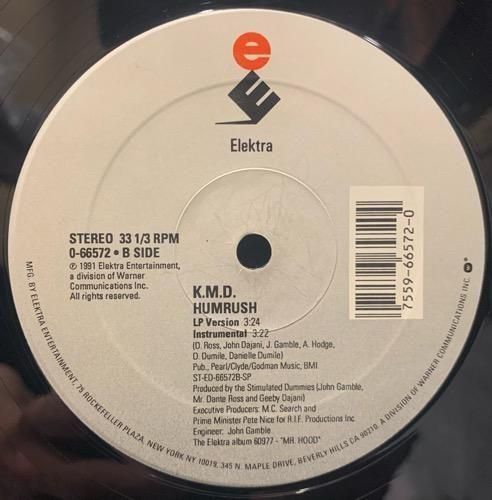 e
E
Elektra
STEREO 33 1/3 RPM
0-66572 • B SIDE
℗ 1991 Elektra Entertainment,
a division of Warner
Communications Inc.
All rights reserved.
7559-66572-0
K.M.D.
HUMRUSH
LP Version 3:24
Instrumental 3:22
(D. Ross, John Dajani, J. Gamble, A. Hodge,
D. Dumile, Danielle Dumile)
Pub., Pearl/Clyde/Godman Music, BMI
ST-ED-66572B-SP
Produced by the Stimulated Dummies (John Gamble,
Mr. Dante Ross and Geeby Dajani)
Executive Producers: M.C. Search and
Prime Minister Pete Nice for R.I.F. Productions Inc
Engineer: John Gamble
The Elektra album 60977 - "MR. HOOD"
MFG. BY ELEKTRA ENTERTAINMENT, 75 ROCKEFELLER PLAZA, NEW YORK, NY 10019, 345 N. MAPLE DRIVE, BEVERLY HILLS CA 90210, A DIVISION OF WARNER COMMUNICATIONS INC.